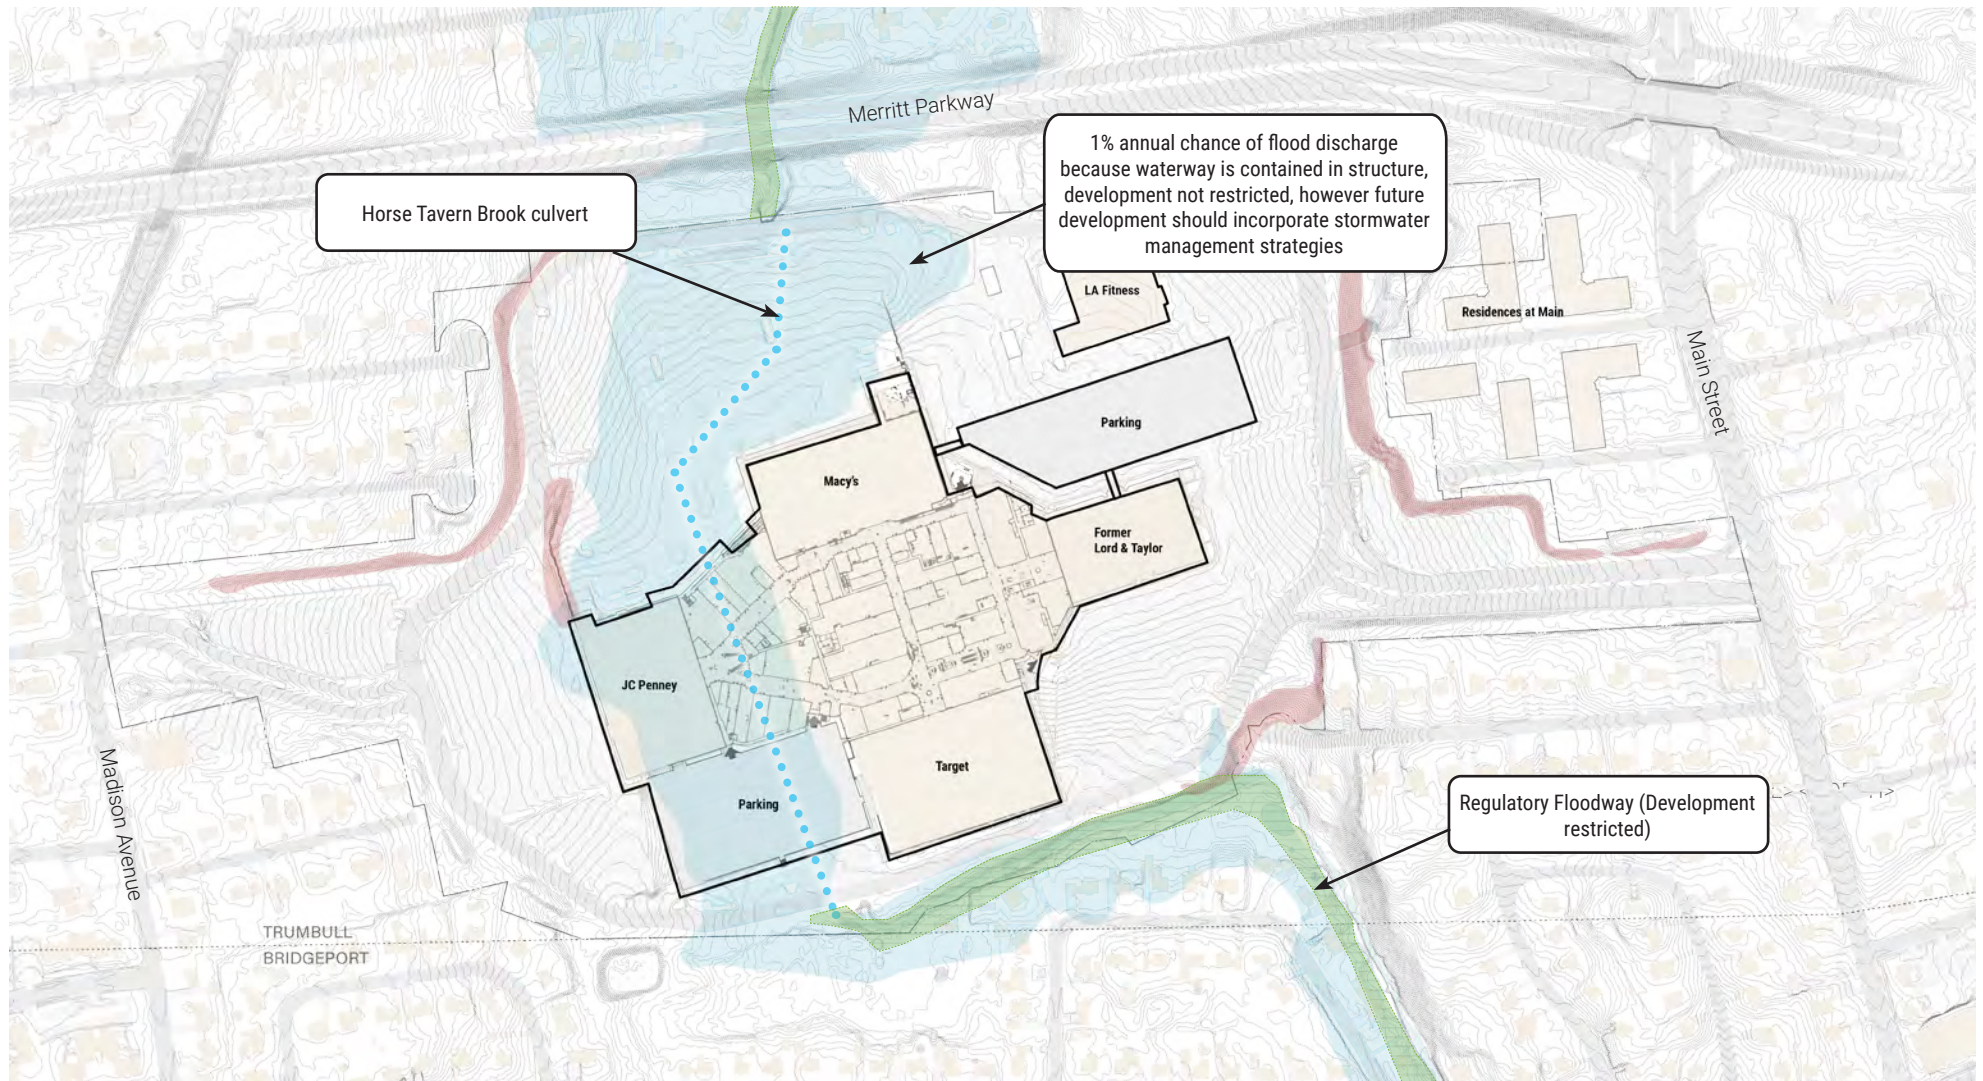 Merritt Parkway
1% annual chance of flood discharge
because waterway is contained in structure,
development not restricted, however future
development should incorporate stormwater
management strategies
Horse Tavern Brook culvert
LA Fitness
Residences at Main
Main Street
Parking
Macy's
Former
Lord & Taylor
JC Penney
Target
Parking
Madison Avenue
Regulatory Floodway (Development
restricted)
TRUMBULL
BRIDGEPORT